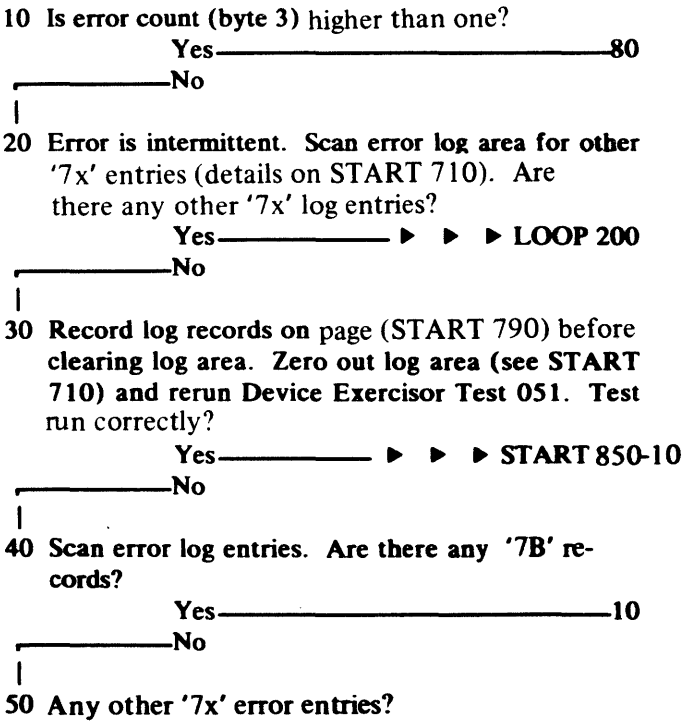 10 Is error count (byte 3) higher than one?
Yes 80
No
20 Error is intermittent. Scan error log area for other
'7x' entries (details on START 710). Are
there any other '7x' log entries?
Yes ▶ ▶ ▶ LOOP 200
No
30 Record log records on page (START 790) before
clearing log area. Zero out log area (see START
710) and rerun Device Exercisor Test 051. Test
run correctly?
Yes ▶ ▶ ▶ START 850-10
No
40 Scan error log entries. Are there any '7B' re-
cords?
Yes 10
No
50 Any other '7x' error entries?